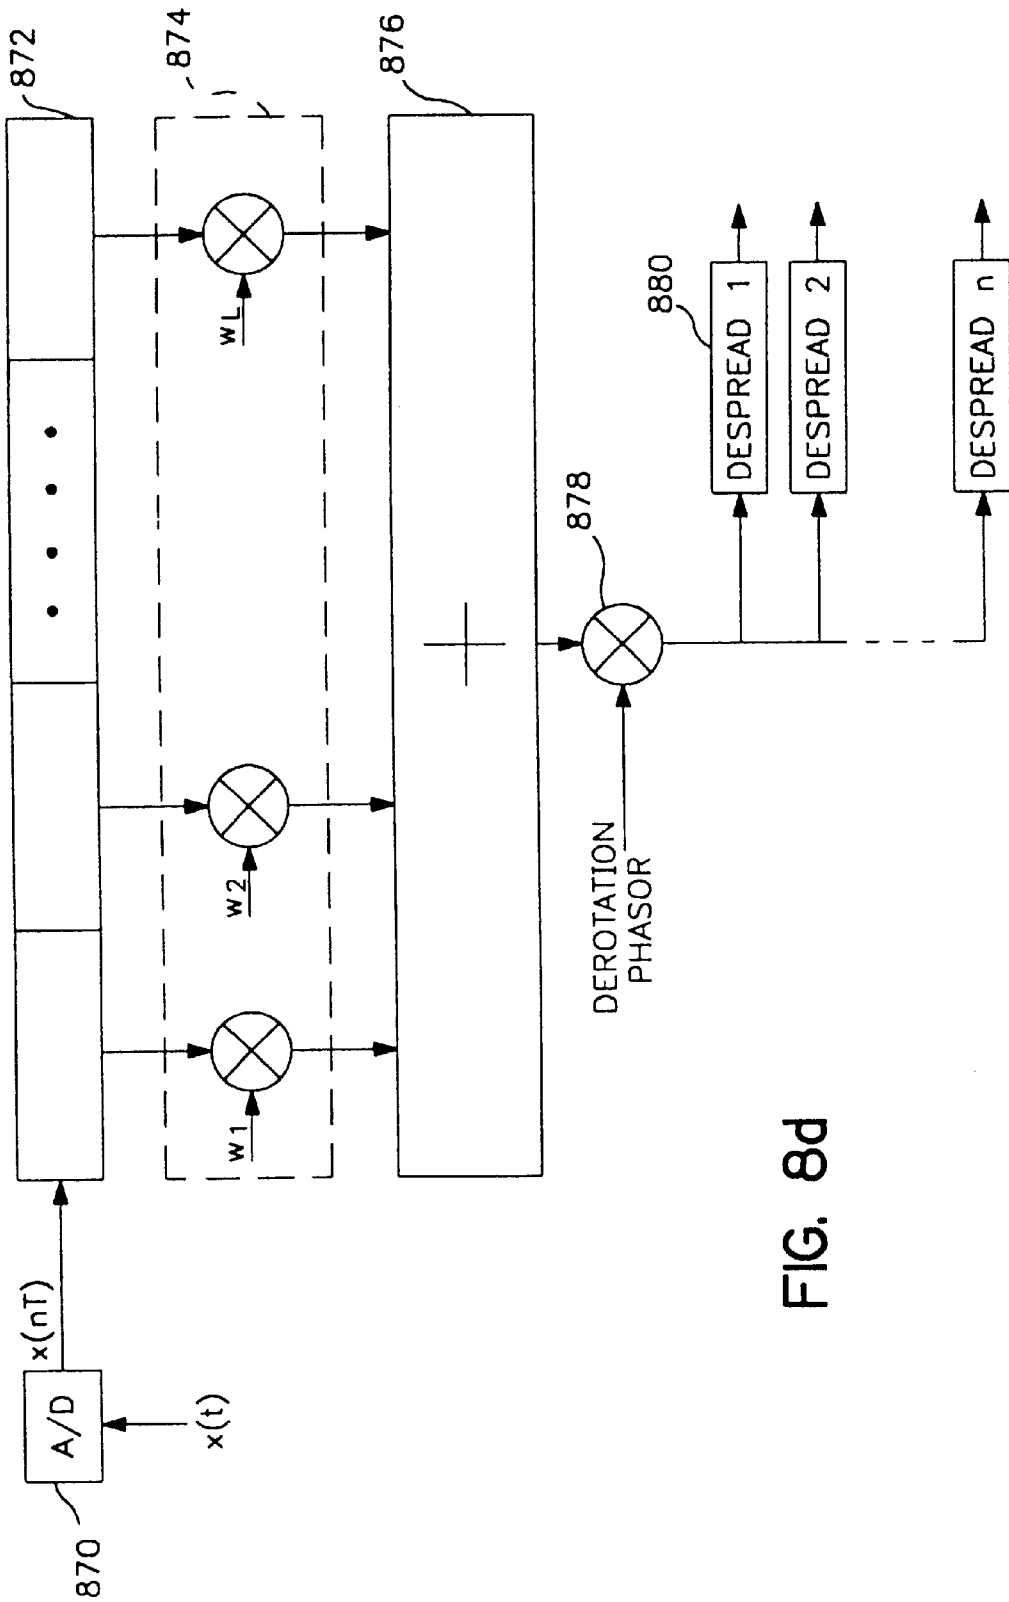 870
A/D
x(nT)
x(t)
872
874
w1
w2
wL
876
DEROTATION
PHASOR
878
880
DESPREAD 1
DESPREAD 2
DESPREAD n
FIG. 8d